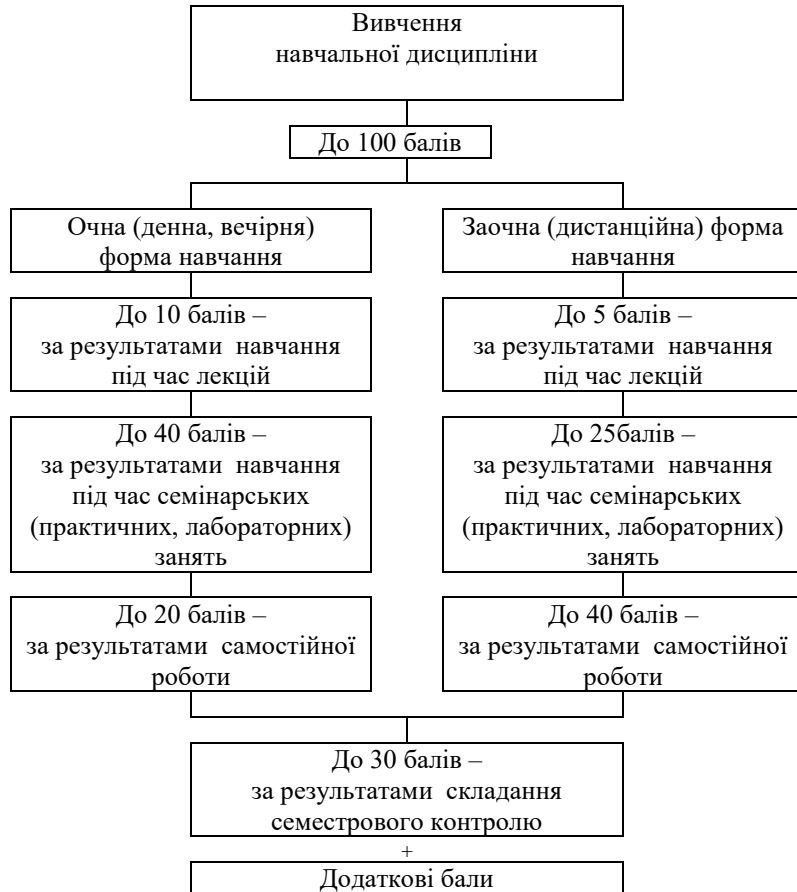 Вивчення
навчальної дисципліни
До 100 балів
Очна (денна, вечірня)
форма навчання
До 10 балів –
за результатами навчання
під час лекцій
До 40 балів –
за результатами навчання
під час семінарських
(практичних, лабораторних)
занять
До 20 балів –
за результатами самостійної
роботи
Заочна (дистанційна) форма
навчання
До 5 балів –
за результатами навчання
під час лекцій
До 25балів –
за результатами навчання
під час семінарських
(практичних, лабораторних)
занять
До 40 балів –
за результатами самостійної
роботи
До 30 балів –
за результатами складання
семестрового контролю
+
Додаткові бали